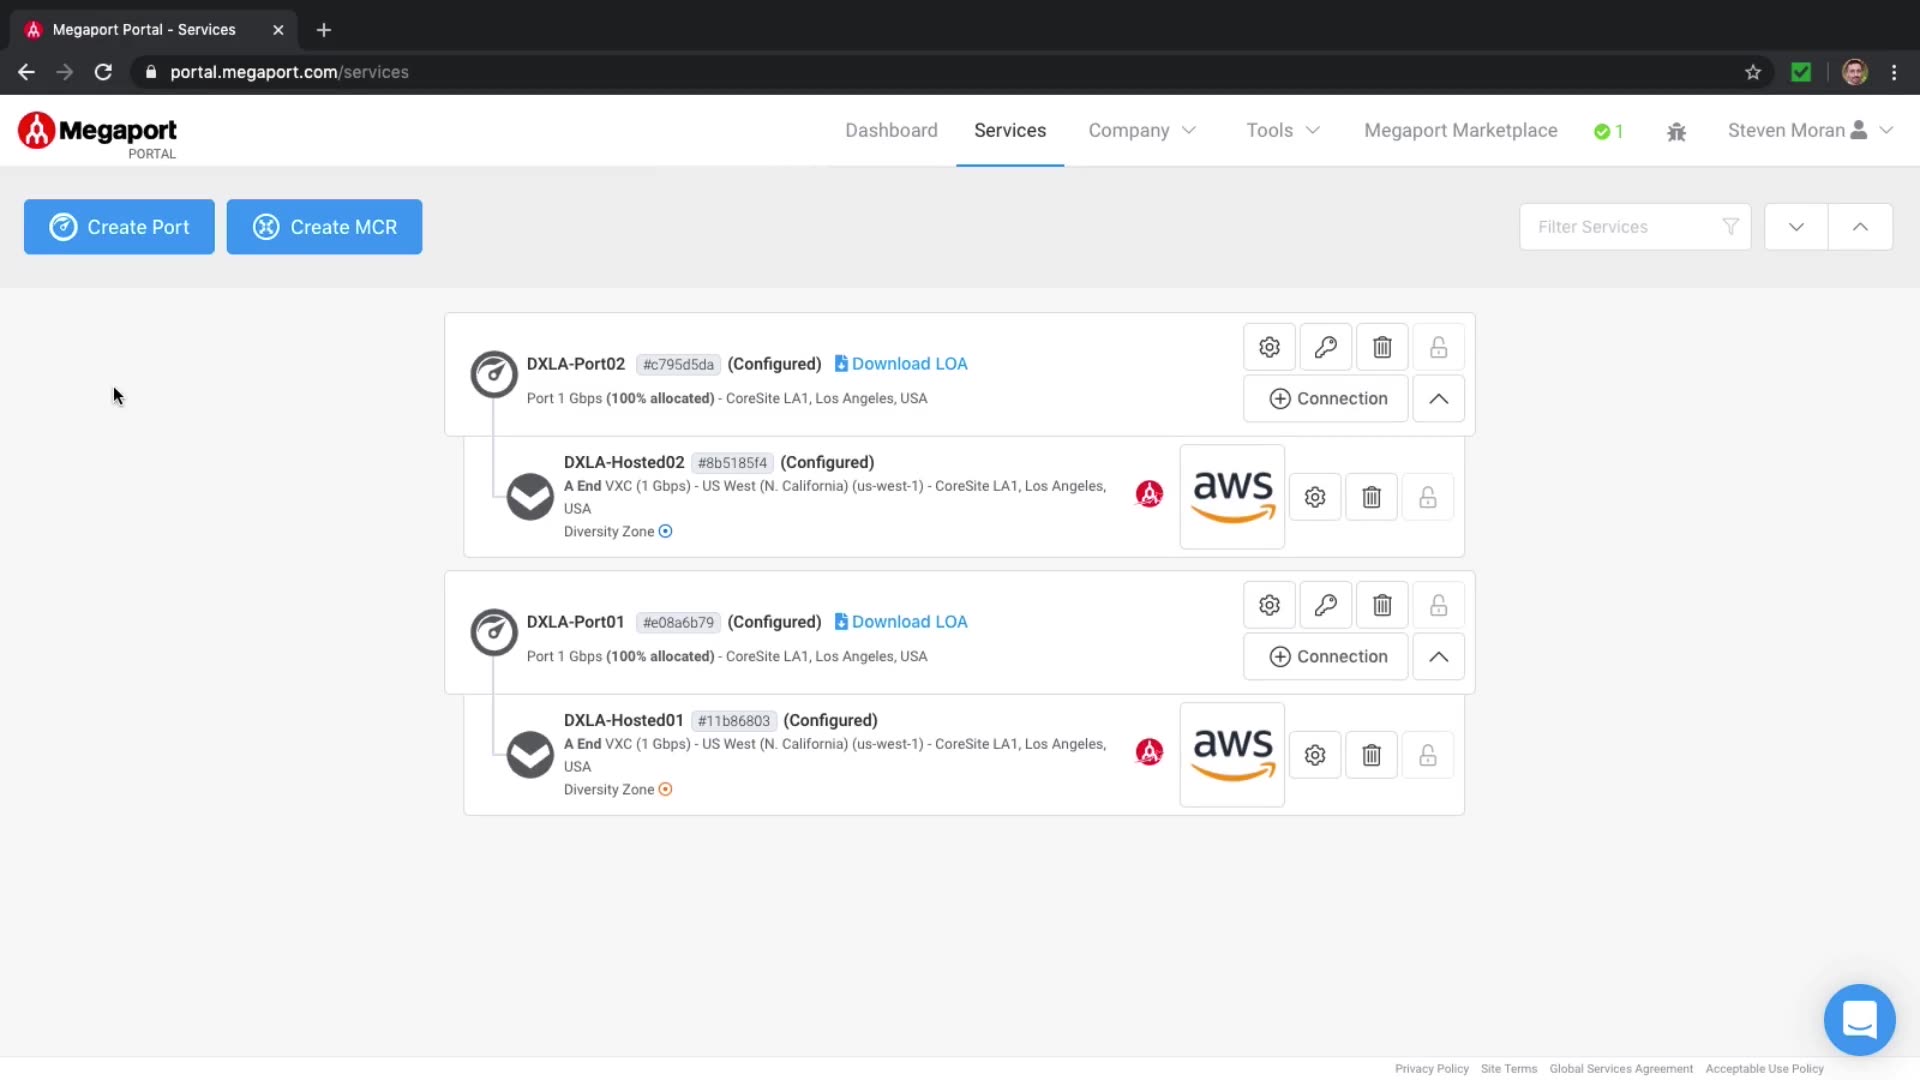 Megaport Portal - Services
portal.megaport.com/services
Megaport
PORTAL
Dashboard
Services
Company
Tools
Megaport Marketplace
1
Steven Moran
Create Port
Create MCR
Filter Services
DXLA-Port02 #c795d5da (Configured) Download LOA
Port 1 Gbps (100% allocated) - CoreSite LA1, Los Angeles, USA
Connection
DXLA-Hosted02 #8b5185f4 (Configured)
A End VXC (1 Gbps) - US West (N. California) (us-west-1) - CoreSite LA1, Los Angeles,
USA
Diversity Zone
aws
DXLA-Port01 #e08a6b79 (Configured) Download LOA
Port 1 Gbps (100% allocated) - CoreSite LA1, Los Angeles, USA
Connection
DXLA-Hosted01 #11b86803 (Configured)
A End VXC (1 Gbps) - US West (N. California) (us-west-1) - CoreSite LA1, Los Angeles,
USA
Diversity Zone
aws
Privacy Policy Site Terms Global Services Agreement Acceptable Use Policy